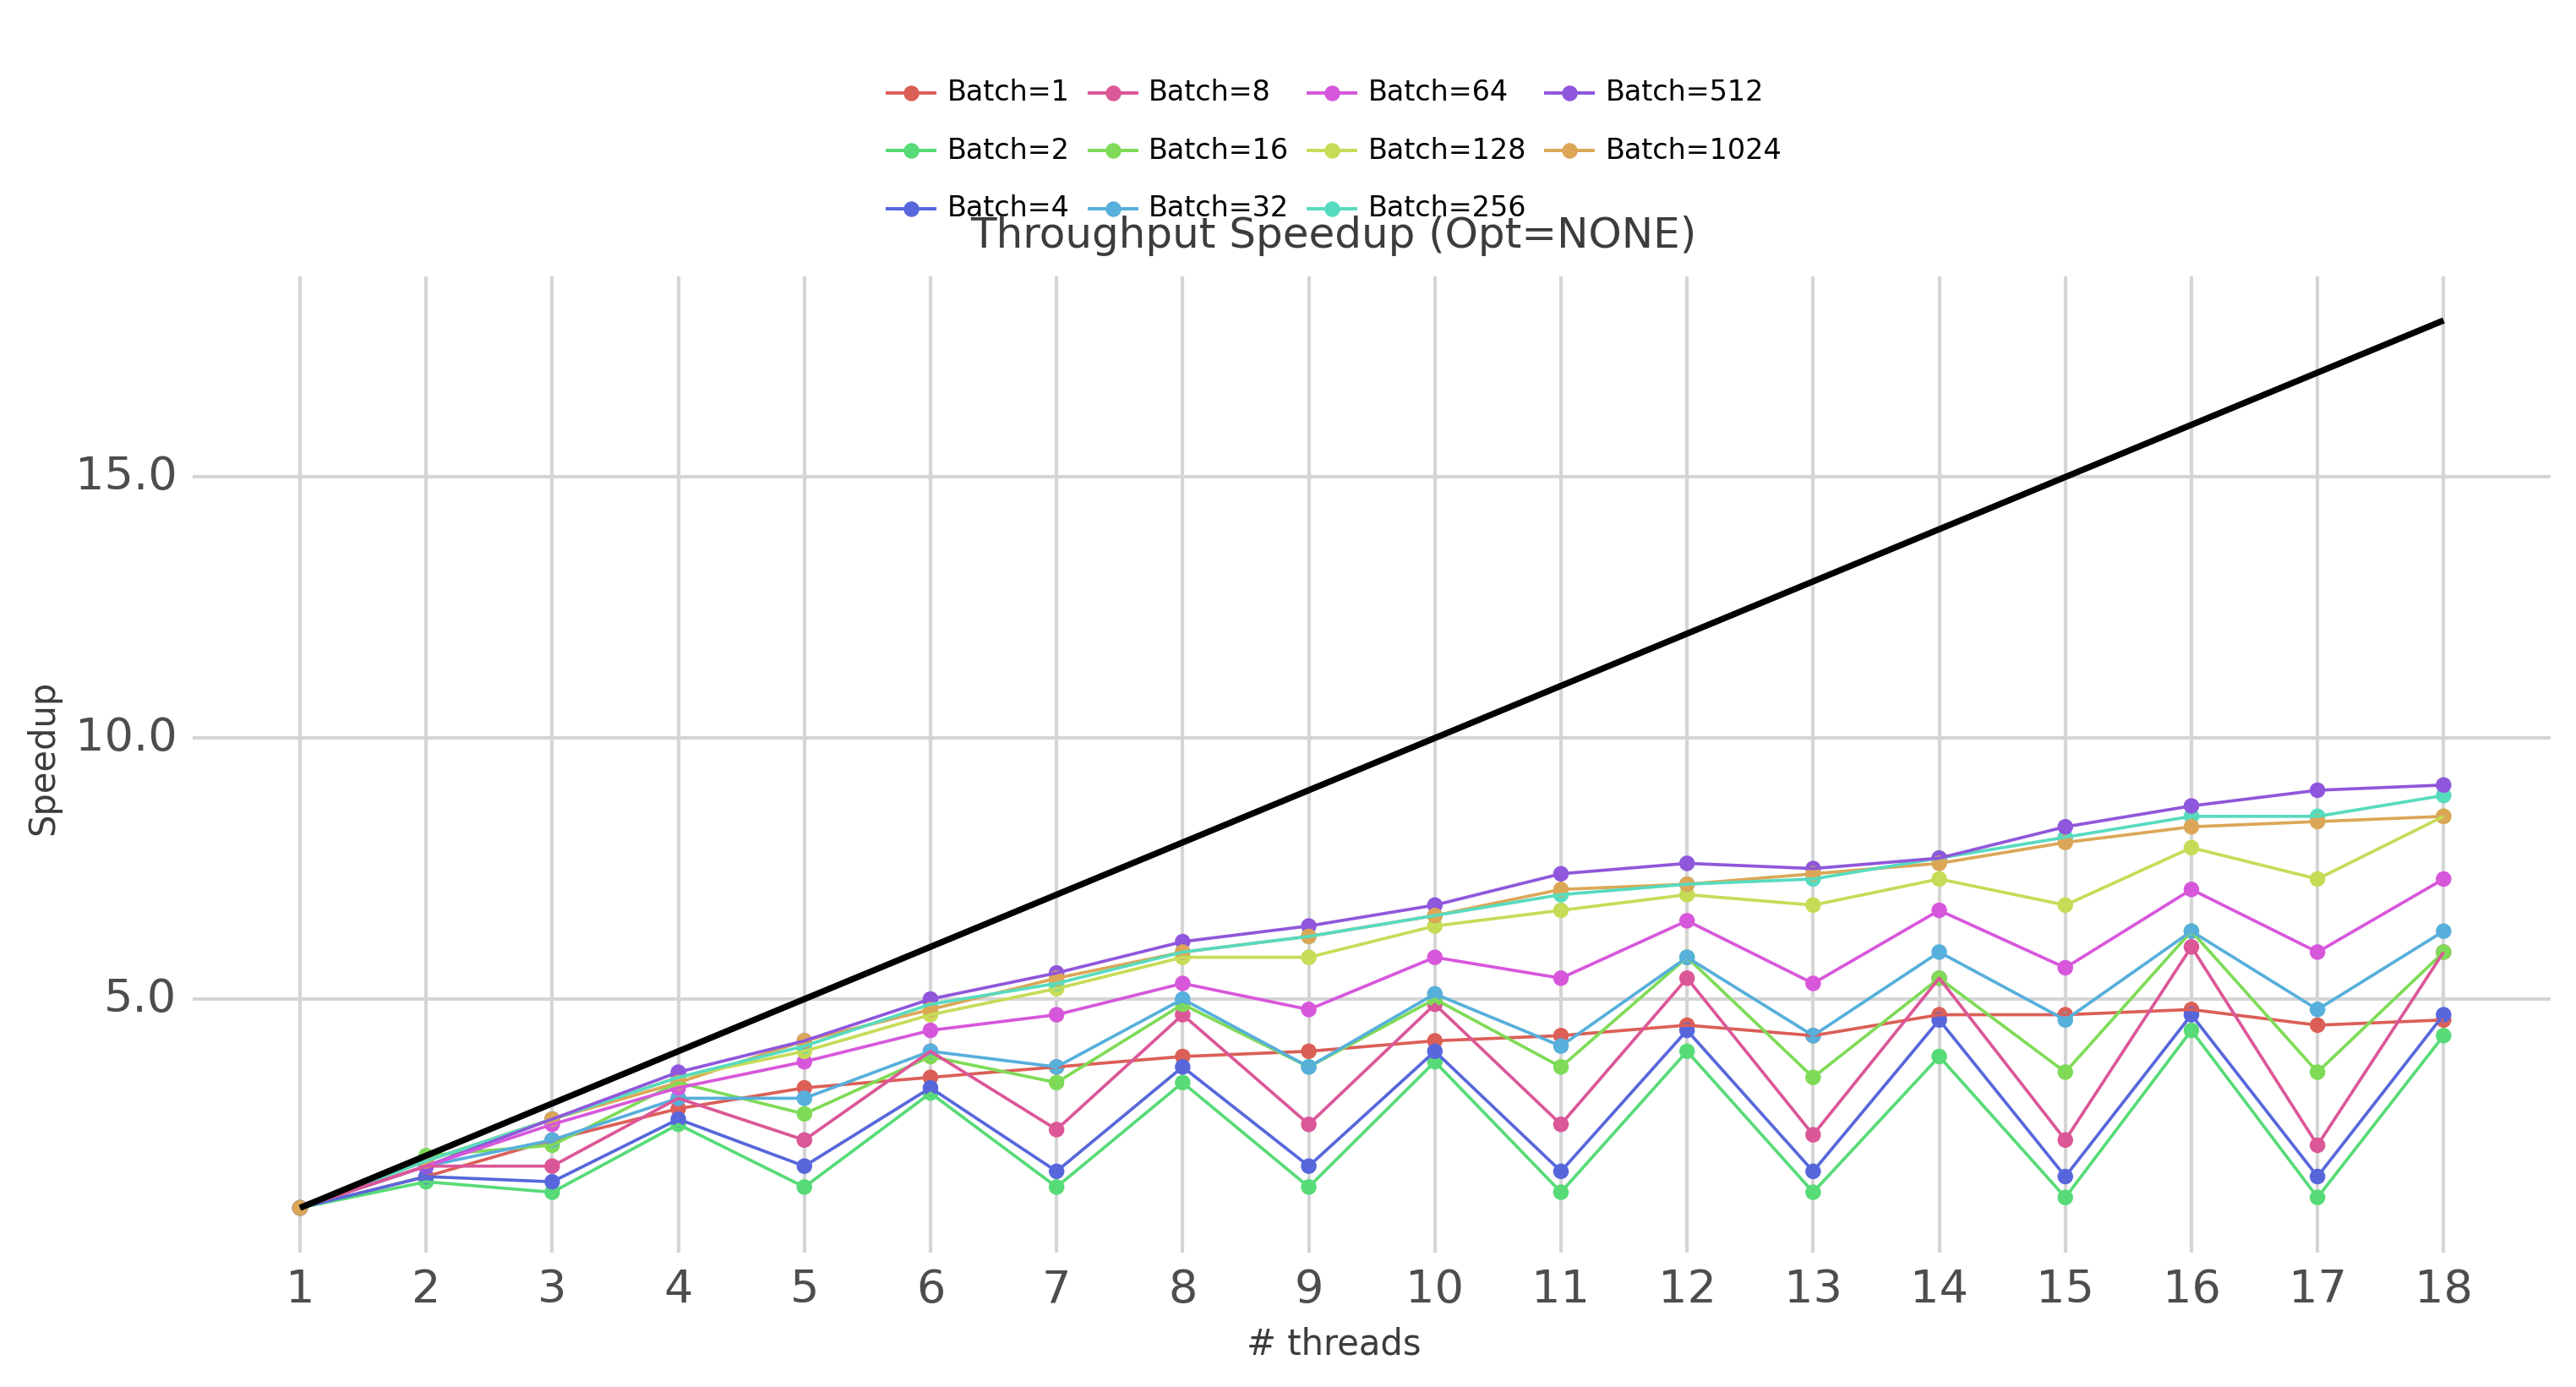 Batch=1 Batch=8 Batch=64 Batch=512
Batch=2 Batch=16 Batch=128 Batch=1024
Batch=4 Batch=32 Batch=256
Throughput Speedup (Opt=NONE)
15.0
10.0
5.0
Speedup
1 2 3 4 5 6 7 8 9 10 11 12 13 14 15 16 17 18
# threads